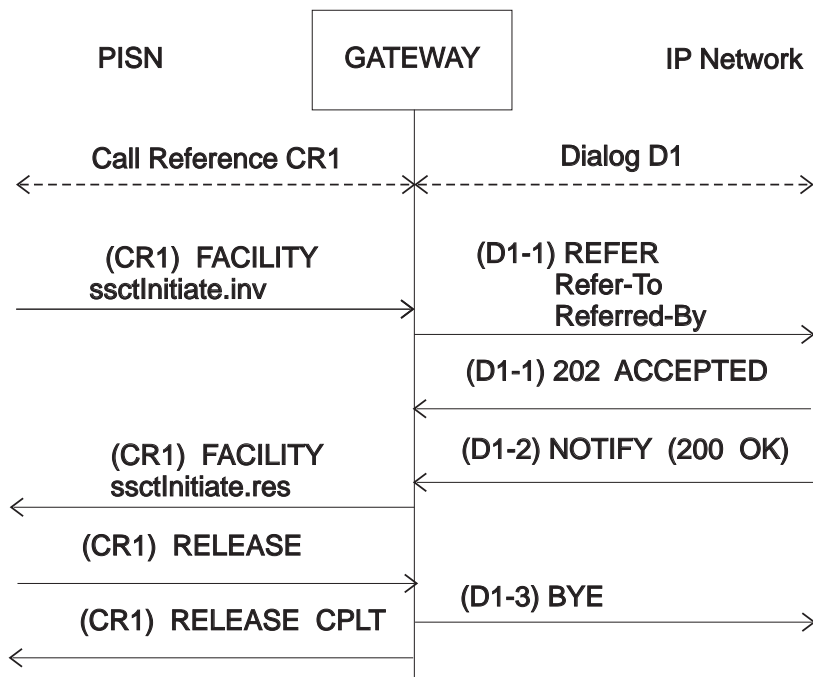 PISN
GATEWAY
IP Network
Call Reference CR1
Dialog D1
(CR1) FACILITY
ssctInitiate.inv
(D1-1) REFER
Refer-To
Referred-By
(D1-1) 202 ACCEPTED
(CR1) FACILITY
ssctInitiate.res
(D1-2) NOTIFY (200 OK)
(CR1) RELEASE
(D1-3) BYE
(CR1) RELEASE CPLT